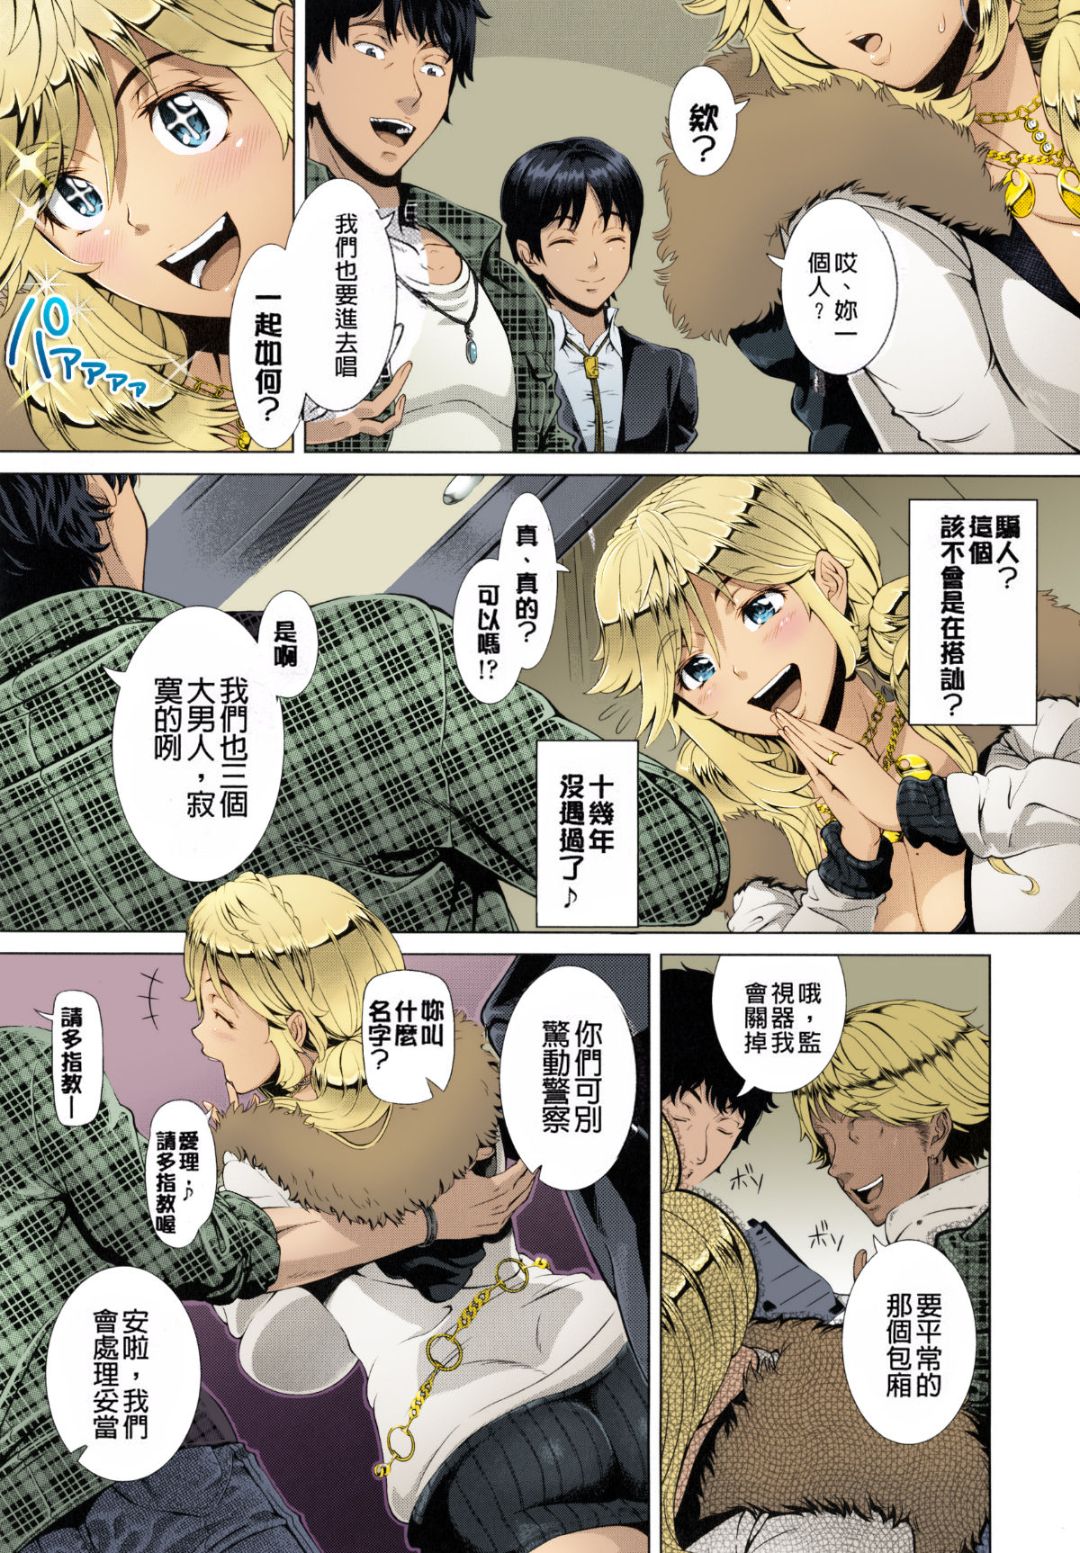 欸？
哎、妳一
個人？
我們也要進去唱
一起如何？
パァァァァ
騙人？
這個
該不會是在搭訕？
真、真的？
可以嗎!?
十幾年
沒遇過了♪
是啊
我們也三個
大男人，寂
寞的咧
哦，監
視器我
會關掉
ボソ
ボソ
要平常的
那個包廂
你們可別
驚動警察
妳叫
什麼
名字？
愛理，♪
請多指教喔
請多指教ー
安啦，我們
會處理妥當